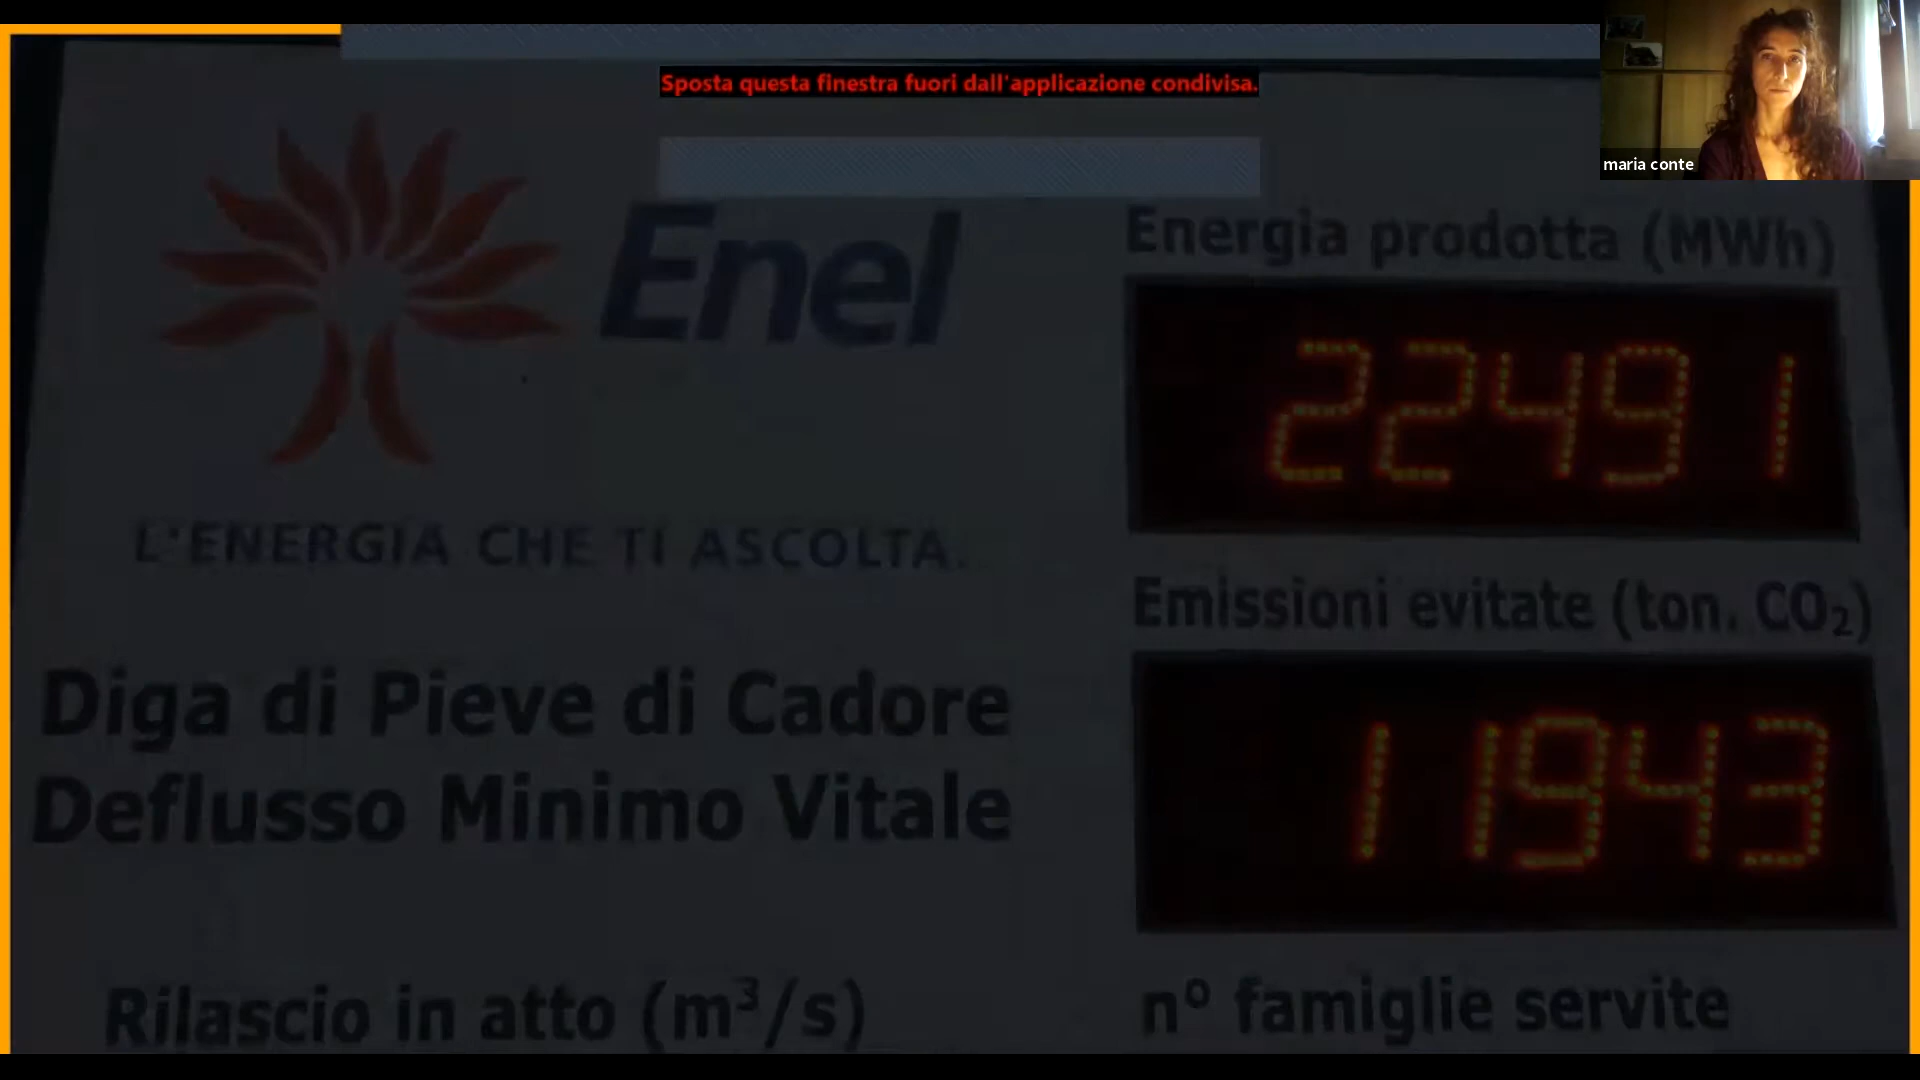 Sposta questa finestra fuori dall'applicazione condivisa.
maria conte
Enel
L'ENERGIA CHE TI ASCOLTA.
Diga di Pieve di Cadore
Deflusso Minimo Vitale
Rilascio in atto (m³/s)
Energia prodotta (MWh)
22491
Emissioni evitate (ton. CO₂)
11943
n° famiglie servite